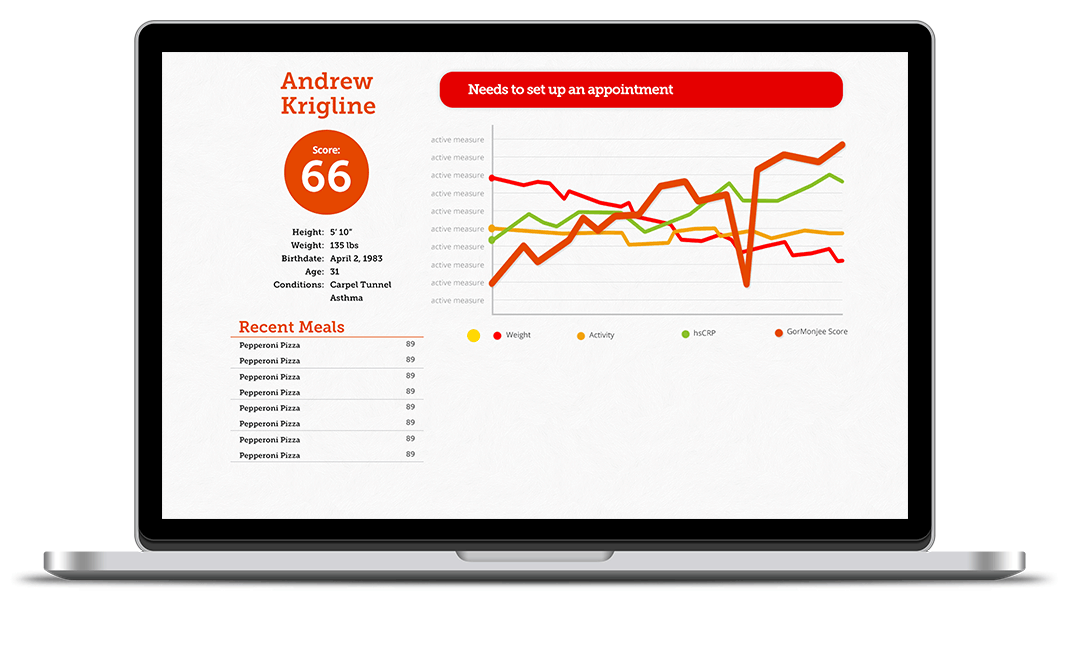 Andrew
Krigline
Score:
66
Height: 5' 10"
Weight: 135 lbs
Birthdate: April 2, 1983
Age: 31
Conditions: Carpel Tunnel
Asthma
Recent Meals
Pepperoni Pizza 89
Pepperoni Pizza 89
Pepperoni Pizza 89
Pepperoni Pizza 89
Pepperoni Pizza 89
Pepperoni Pizza 89
Pepperoni Pizza 89
Pepperoni Pizza 89
Needs to set up an appointment
active measure
active measure
active measure
active measure
active measure
active measure
active measure
active measure
active measure
active measure
Weight Activity hsCRP GorMonjee Score